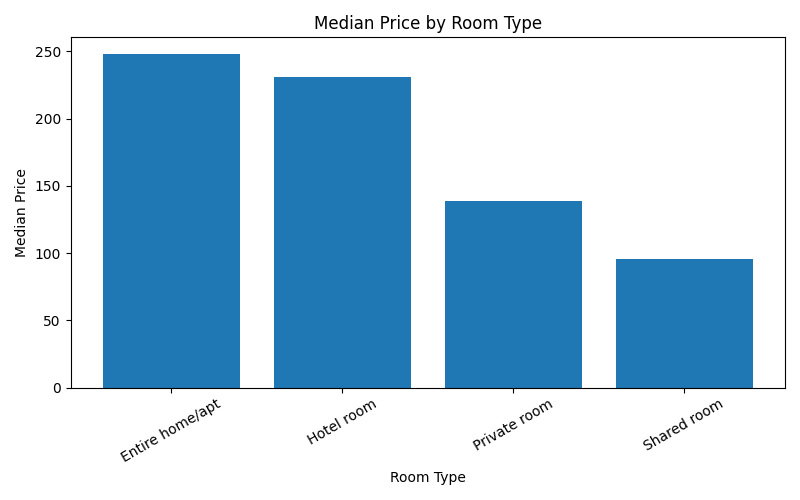 Median Price by Room Type
Median Price
250
200
150
100
50
0
Entire home/apt
Hotel room
Private room
Shared room
Room Type